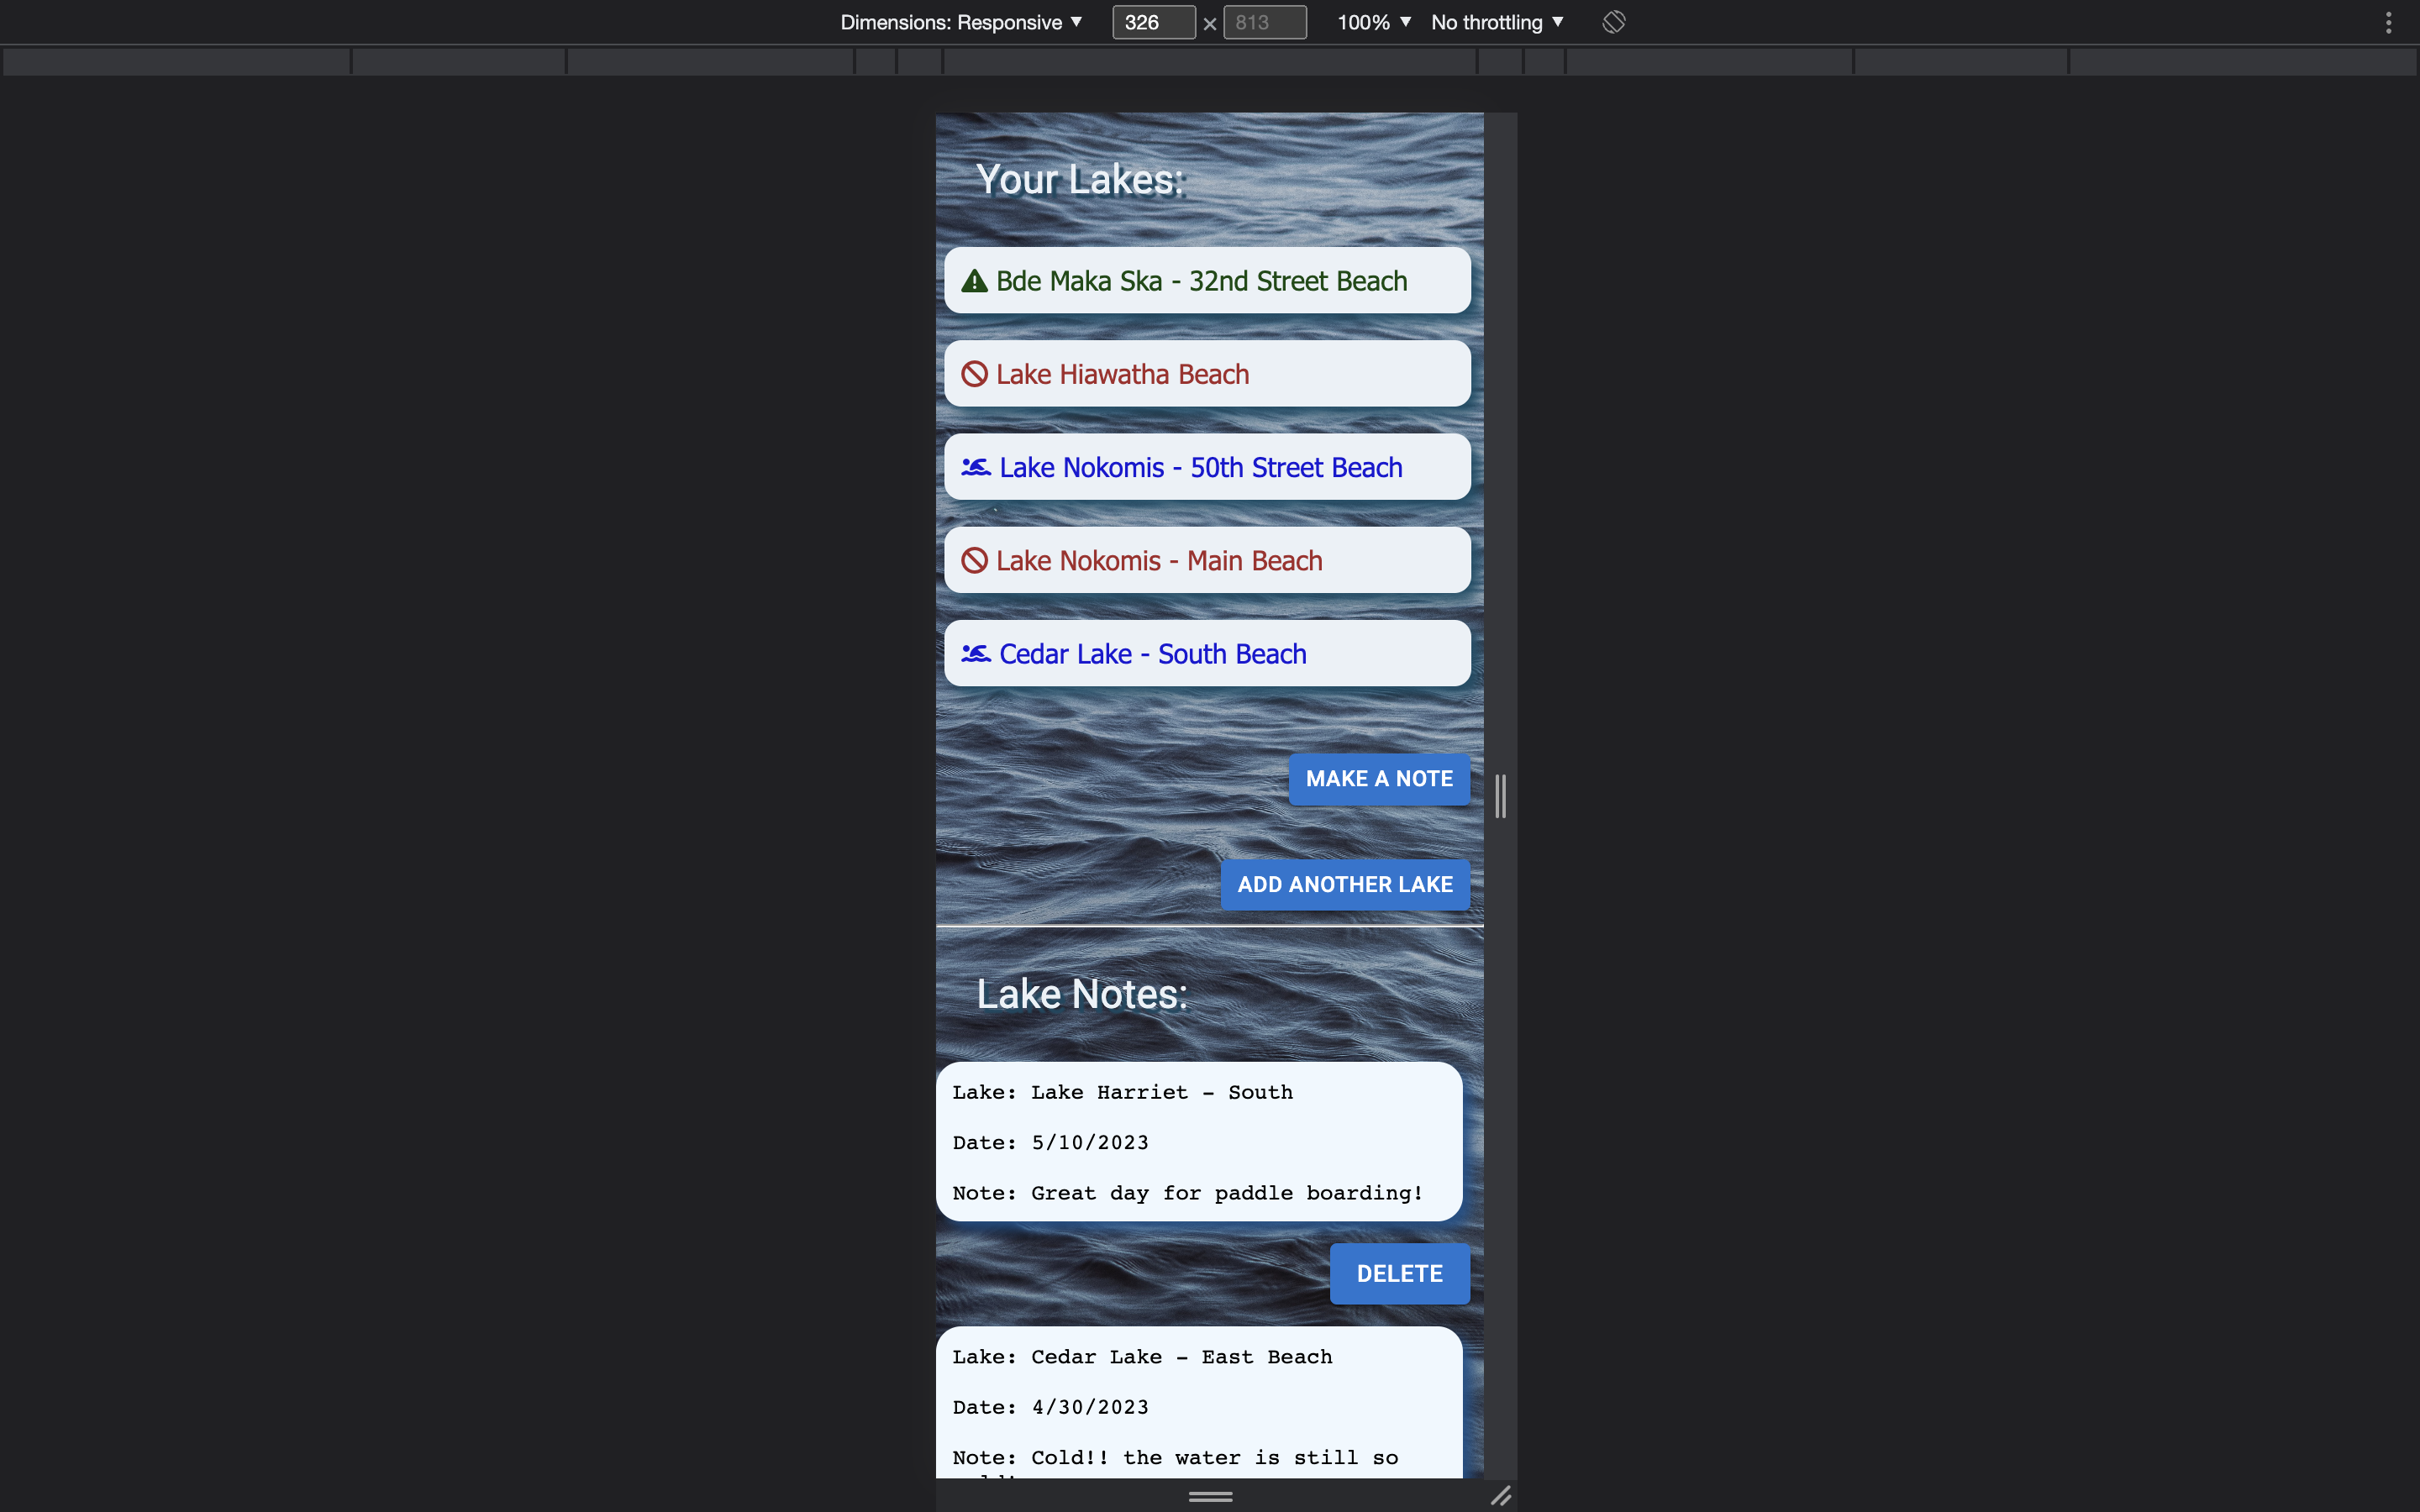 Dimensions: Responsive ▼ 326 × 813 100% ▼ No throttling ▼
Your Lakes:
Bde Maka Ska - 32nd Street Beach
Lake Hiawatha Beach
Lake Nokomis - 50th Street Beach
Lake Nokomis - Main Beach
Cedar Lake - South Beach
MAKE A NOTE
ADD ANOTHER LAKE
Lake Notes:
Lake: Lake Harriet - South
Date: 5/10/2023
Note: Great day for paddle boarding!
DELETE
Lake: Cedar Lake - East Beach
Date: 4/30/2023
Note: Cold!! the water is still so